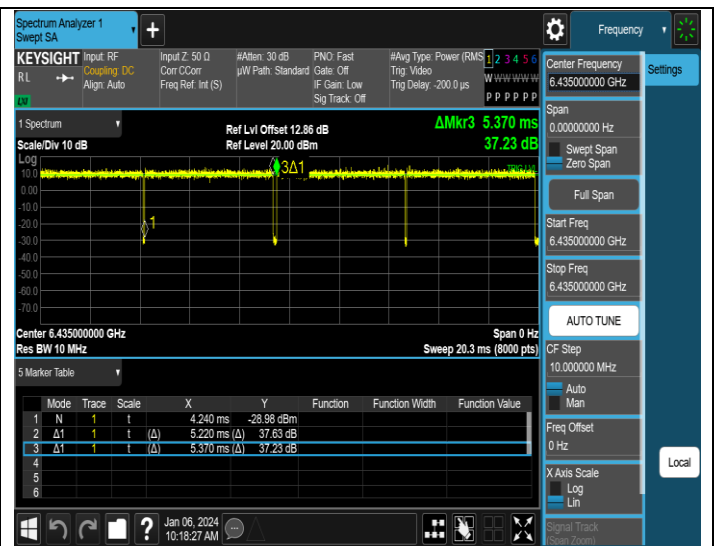 Spectrum Analyzer 1
Swept SA
Frequency
KEYSIGHT
RL
LXI
Input: RF
Coupling: DC
Align: Auto
Input Z: 50 Ω
Corr CCorr
Freq Ref: Int (S)
#Atten: 30 dB
µW Path: Standard
PNO: Fast
Gate: Off
IF Gain: Low
Sig Track: Off
#Avg Type: Power (RMS
Trig: Video
Trig Delay: -200.0 µs
1 2 3 4 5 6
W W W W W W
P P P P P P
Center Frequency
6.435000000 GHz
Settings
Span
0.00000000 Hz
Swept Span
Zero Span
Full Span
Start Freq
6.435000000 GHz
Stop Freq
6.435000000 GHz
AUTO TUNE
CF Step
10.000000 MHz
Auto
Man
Freq Offset
0 Hz
X Axis Scale
Log
Lin
Signal Track
(Span Zoom)
Local
1 Spectrum
Scale/Div 10 dB
Ref Lvl Offset 12.86 dB
Ref Level 20.00 dBm
ΔMkr3 5.370 ms
37.23 dB
Log
10.0
0.00
-10.0
-20.0
-30.0
-40.0
-50.0
-60.0
-70.0
3Δ1
1
TRIG LVL
Center 6.435000000 GHz
Span 0 Hz
Res BW 10 MHz
Sweep 20.3 ms (8000 pts)
5 Marker Table
Mode Trace Scale X Y Function Function Width Function Value
1 N 1 t 4.240 ms -28.98 dBm
2 Δ1 1 t (Δ) 5.220 ms (Δ) 37.63 dB
3 Δ1 1 t (Δ) 5.370 ms (Δ) 37.23 dB
4
5
6
Jan 06, 2024
10:18:27 AM